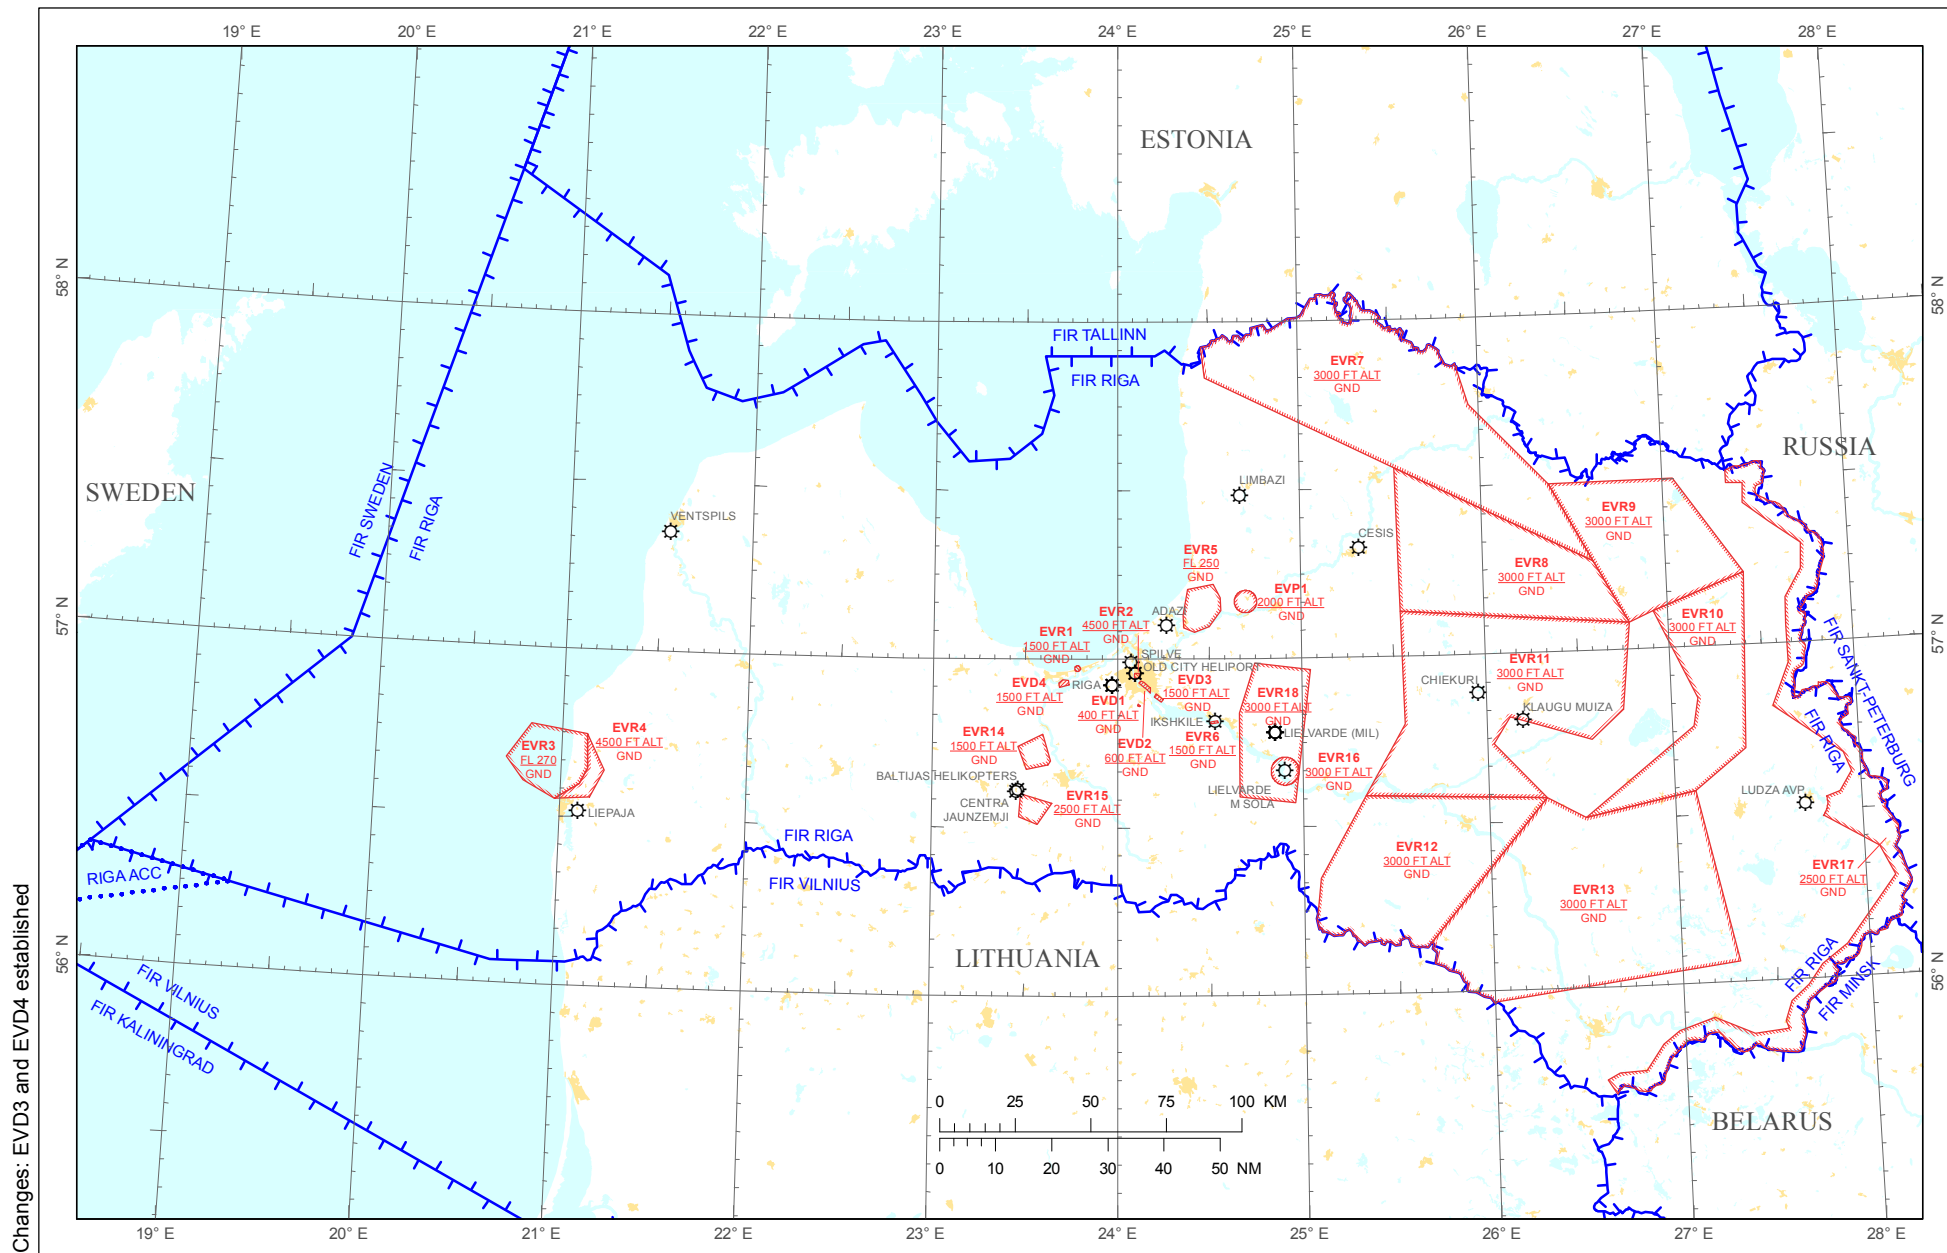 19° E
20° E
21° E
22° E
23° E
24° E
25° E
26° E
27° E
28° E
ESTONIA
58° N
58° N
FIR TALLINN
FIR RIGA
EVR7
3000 FT ALT
GND
RUSSIA
SWEDEN
FIR SWEDEN
FIR RIGA
VENTSPILS
LIMBAZI
CESIS
EVR9
3000 FT ALT
GND
EVR8
3000 FT ALT
GND
EVR5
FL 250
GND
EVP1
2000 FT ALT
GND
EVR10
3000 FT ALT
GND
57° N
57° N
ADAZI
EVR2
4500 FT ALT
GND
EVR1
1500 FT ALT
GND
SPILVE
OLD CITY HELIPORT
RIGA
EVD4
1500 FT ALT
GND
EVD3
1500 FT ALT
GND
EVD1
400 FT ALT
GND
EVD2
600 FT ALT
GND
IKSHKILE
EVR6
1500 FT ALT
GND
EVR18
3000 FT ALT
GND
LIELVARDE (MIL)
EVR16
3000 FT ALT
GND
LIELVARDE
M SOLA
EVR11
3000 FT ALT
GND
CHIEKURI
KLAUGU MUIZA
FIR SANKT-PETERBURG
FIR RIGA
LUDZA AVP
EVR3
FL 270
GND
EVR4
4500 FT ALT
GND
LIEPAJA
EVR14
1500 FT ALT
GND
BALTIJAS HELIKOPTERS
CENTRA
JAUNZEMJI
EVR15
2500 FT ALT
GND
FIR RIGA
FIR VILNIUS
RIGA ACC
EVR12
3000 FT ALT
GND
EVR13
3000 FT ALT
GND
EVR17
2500 FT ALT
GND
LITHUANIA
56° N
56° N
FIR VILNIUS
FIR KALININGRAD
FIR RIGA
FIR MINSK
BELARUS
0 25 50 75 100 KM
0 10 20 30 40 50 NM
19° E
20° E
21° E
22° E
23° E
24° E
25° E
26° E
27° E
28° E
Changes: EVD3 and EVD4 established